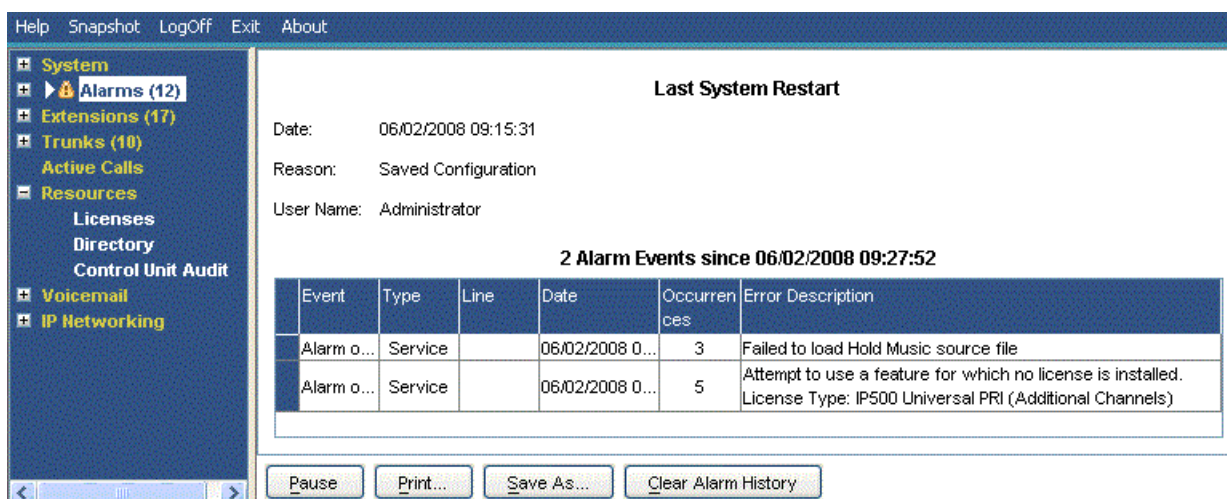 Help Snapshot LogOff Exit About
System
Alarms (12)
Extensions (17)
Trunks (10)
Active Calls
Resources
Licenses
Directory
Control Unit Audit
Voicemail
IP Networking
Last System Restart
Date: 06/02/2008 09:15:31
Reason: Saved Configuration
User Name: Administrator
2 Alarm Events since 06/02/2008 09:27:52
Event Type Line Date Occurren Error Description
ces
Alarm o... Service 06/02/2008 0... 3 Failed to load Hold Music source file
Alarm o... Service 06/02/2008 0... 5 Attempt to use a feature for which no license is installed.
License Type: IP500 Universal PRI (Additional Channels)
Pause Print... Save As... Clear Alarm History